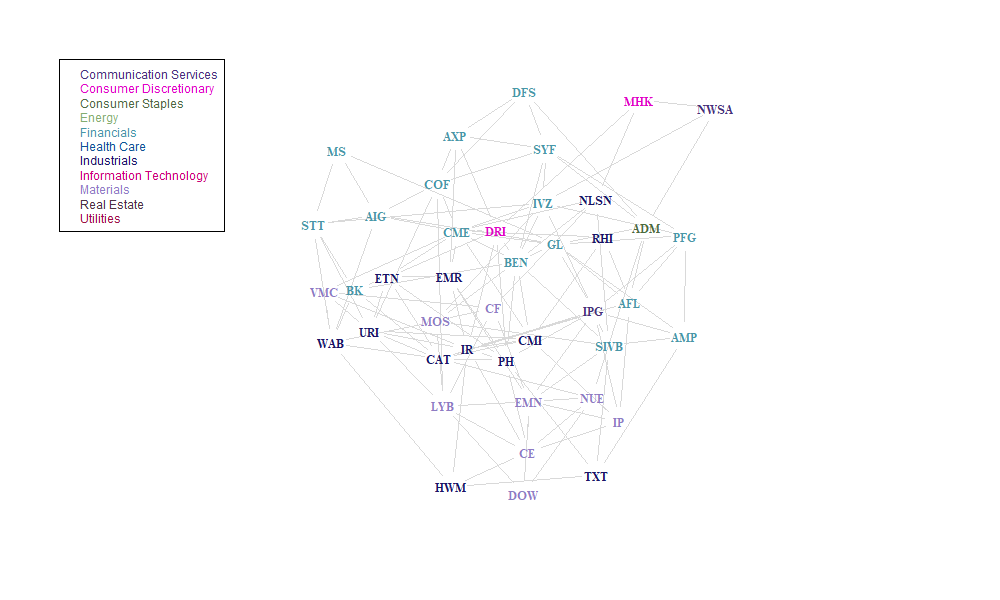 Communication Services
Consumer Discretionary
Consumer Staples
Energy
Financials
Health Care
Industrials
Information Technology
Materials
Real Estate
Utilities
DFS
MHK
NWSA
AXP
SYF
MS
COF
NLSN
IVZ
AIG
STT
CME
DRI
RHI
ADM
PFG
GL
BEN
ETN
EMR
VMC
BK
CF
AFL
IPG
MOS
URI
WAB
IR
CMI
SIVB
AMP
CAT
PH
LYB
EMN
NUE
IP
CE
TXT
HWM
DOW